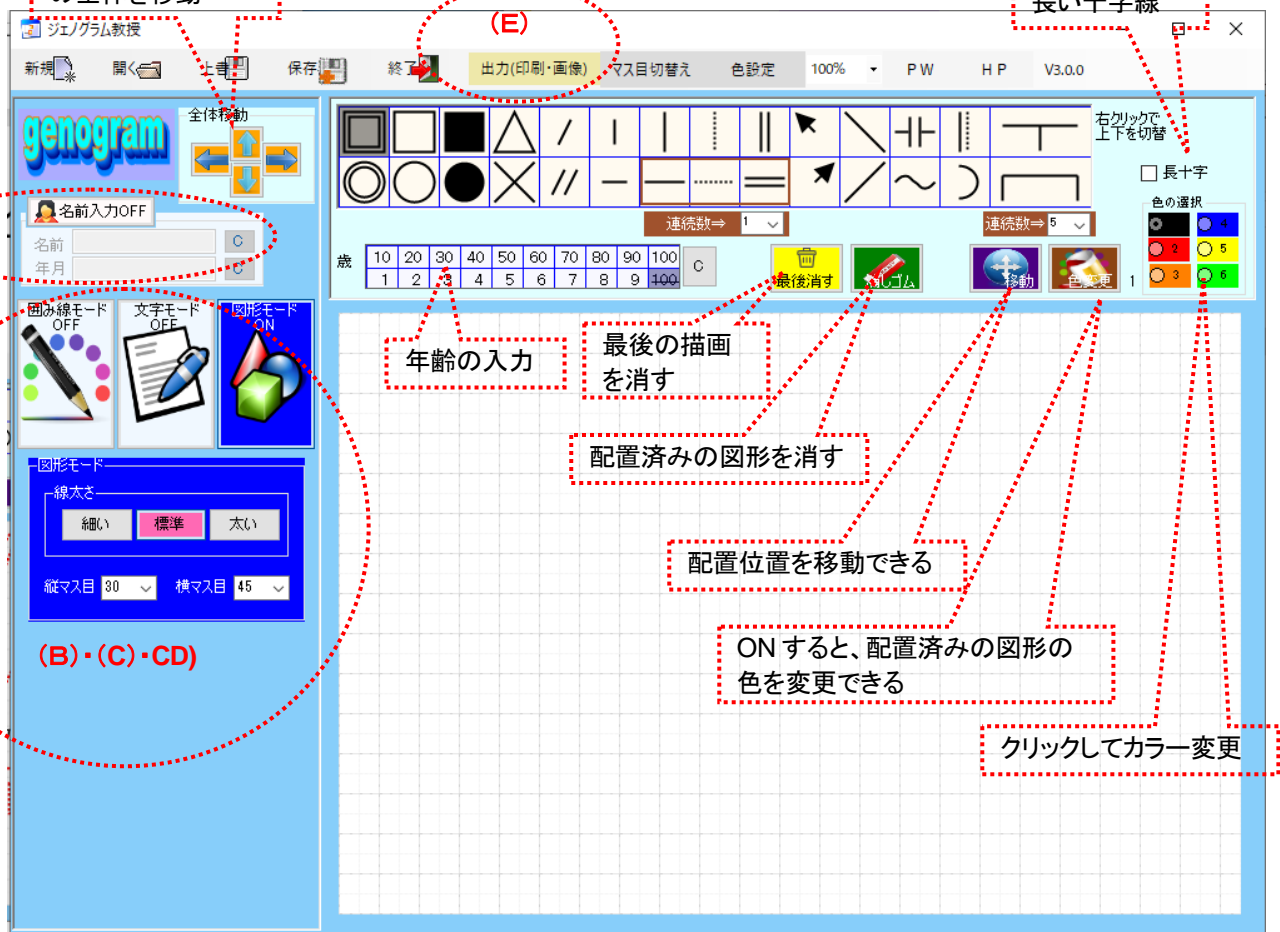 の全体を移動
長い十字線
(E)
ジェノグラム教授
新規 開く 上書 保存 終了 出力(印刷・画像) マス目切替え 色設定 100% PW HP V3.0.0
genogram
全体移動
右クリックで
上下を切替
長十字
名前入力OFF
名前 C
年月 C
連続数⇒ 1
連続数⇒ 5
色の選択
4
2 5
3 6
歳
10 20 30 40 50 60 70 80 90 100
1 2 3 4 5 6 7 8 9 100
C
最後消す
消しゴム
移動
色変更
1
囲み線モード
OFF
文字モード
OFF
図形モード
ON
年齢の入力
最後の描画
を消す
配置済みの図形を消す
図形モード
線太さ
細い 標準 太い
縦マス目 30 横マス目 45
配置位置を移動できる
(B)・(C)・CD)
ONすると、配置済みの図形の
色を変更できる
クリックしてカラー変更